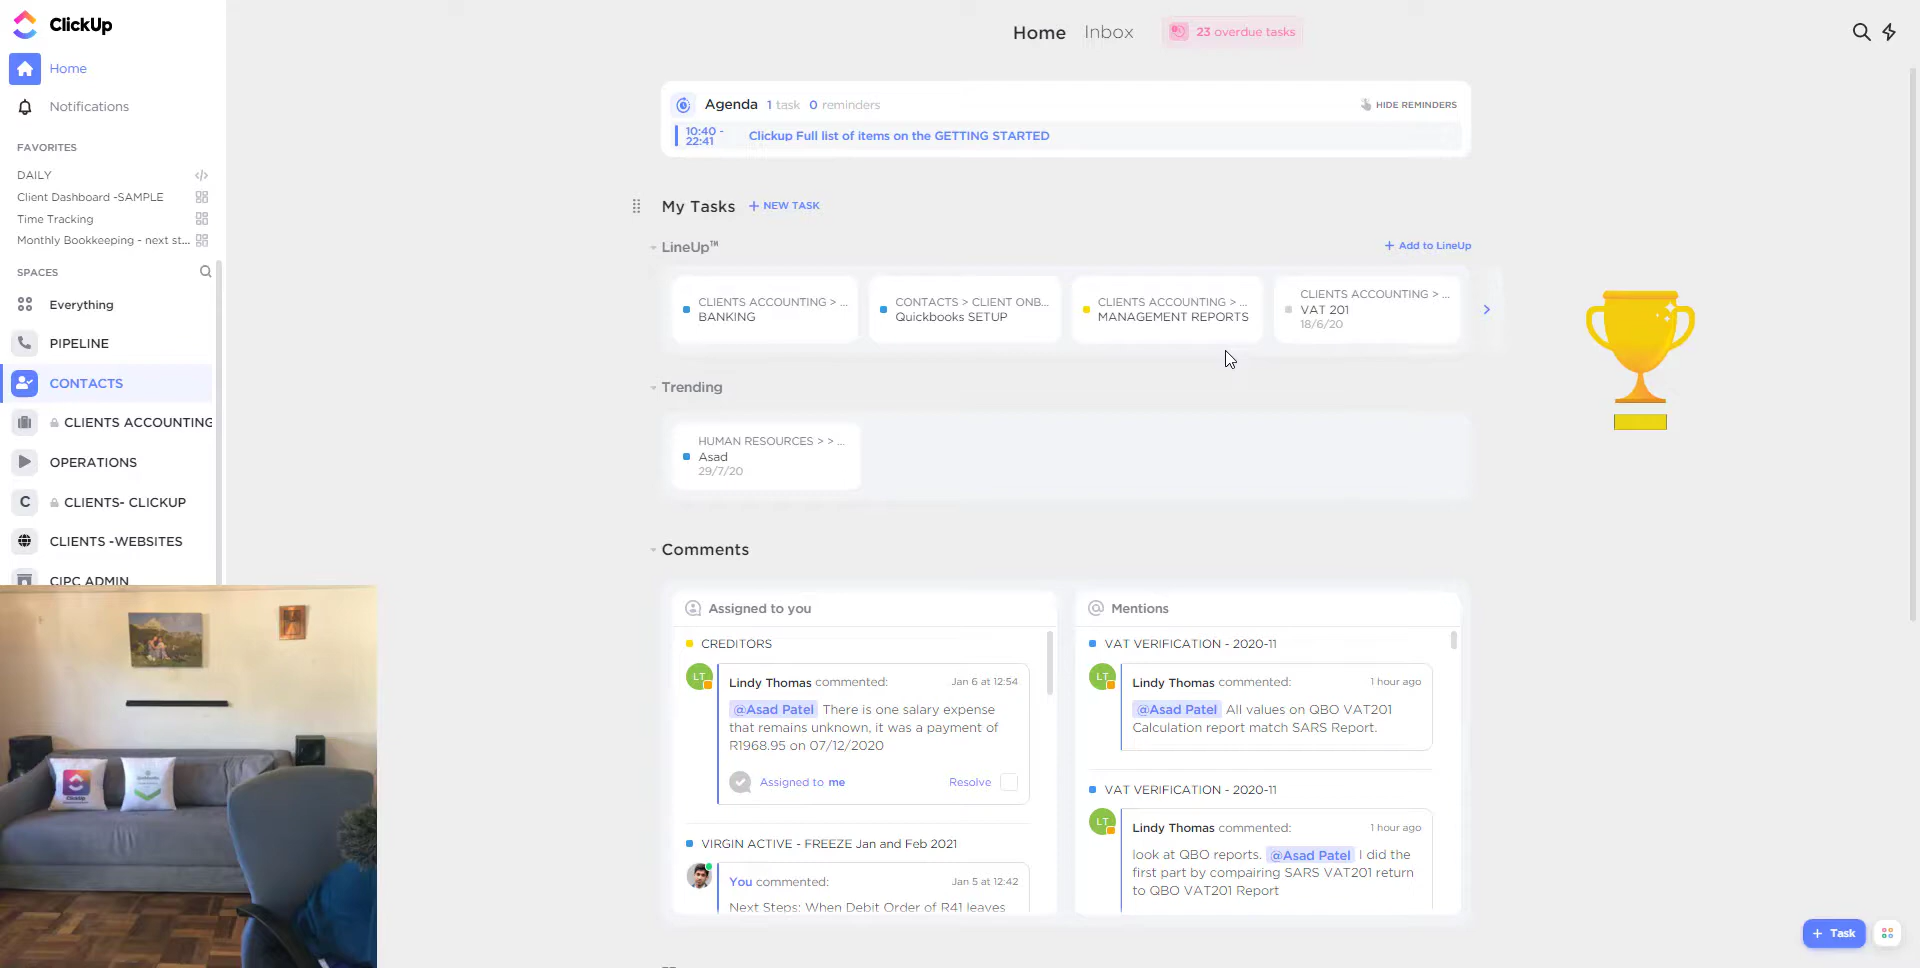 ClickUp
Home
Notifications
FAVORITES
DAILY
Client Dashboard -SAMPLE
Time Tracking
Monthly Bookkeeping - next st...
SPACES
Everything
PIPELINE
CONTACTS
CLIENTS ACCOUNTING
OPERATIONS
C
CLIENTS- CLICKUP
CLIENTS -WEBSITES
CIPC ADMIN
Home
Inbox
23 overdue tasks
Agenda 1 task 0 reminders
HIDE REMINDERS
10:40 -
22:41
Clickup Full list of items on the GETTING STARTED
My Tasks
+ NEW TASK
LineUp™
+ Add to LineUp
CLIENTS ACCOUNTING > ...
BANKING
CONTACTS > CLIENT ONB...
Quickbooks SETUP
CLIENTS ACCOUNTING > ...
MANAGEMENT REPORTS
CLIENTS ACCOUNTING > ...
VAT 201
18/6/20
Trending
HUMAN RESOURCES > > ...
Asad
29/7/20
Comments
Assigned to you
CREDITORS
LT
Lindy Thomas commented:
Jan 6 at 12:54
@Asad Patel There is one salary expense
that remains unknown, it was a payment of
R1968.95 on 07/12/2020
Assigned to me
Resolve
VIRGIN ACTIVE - FREEZE Jan and Feb 2021
You commented:
Jan 5 at 12:42
Next Steps: When Debit Order of R41 leaves
Mentions
VAT VERIFICATION - 2020-11
LT
Lindy Thomas commented:
1 hour ago
@Asad Patel All values on QBO VAT201
Calculation report match SARS Report.
VAT VERIFICATION - 2020-11
LT
Lindy Thomas commented:
1 hour ago
look at QBO reports. @Asad Patel I did the
first part by compairing SARS VAT201 return
to QBO VAT201 Report
+ Task
ClickUp